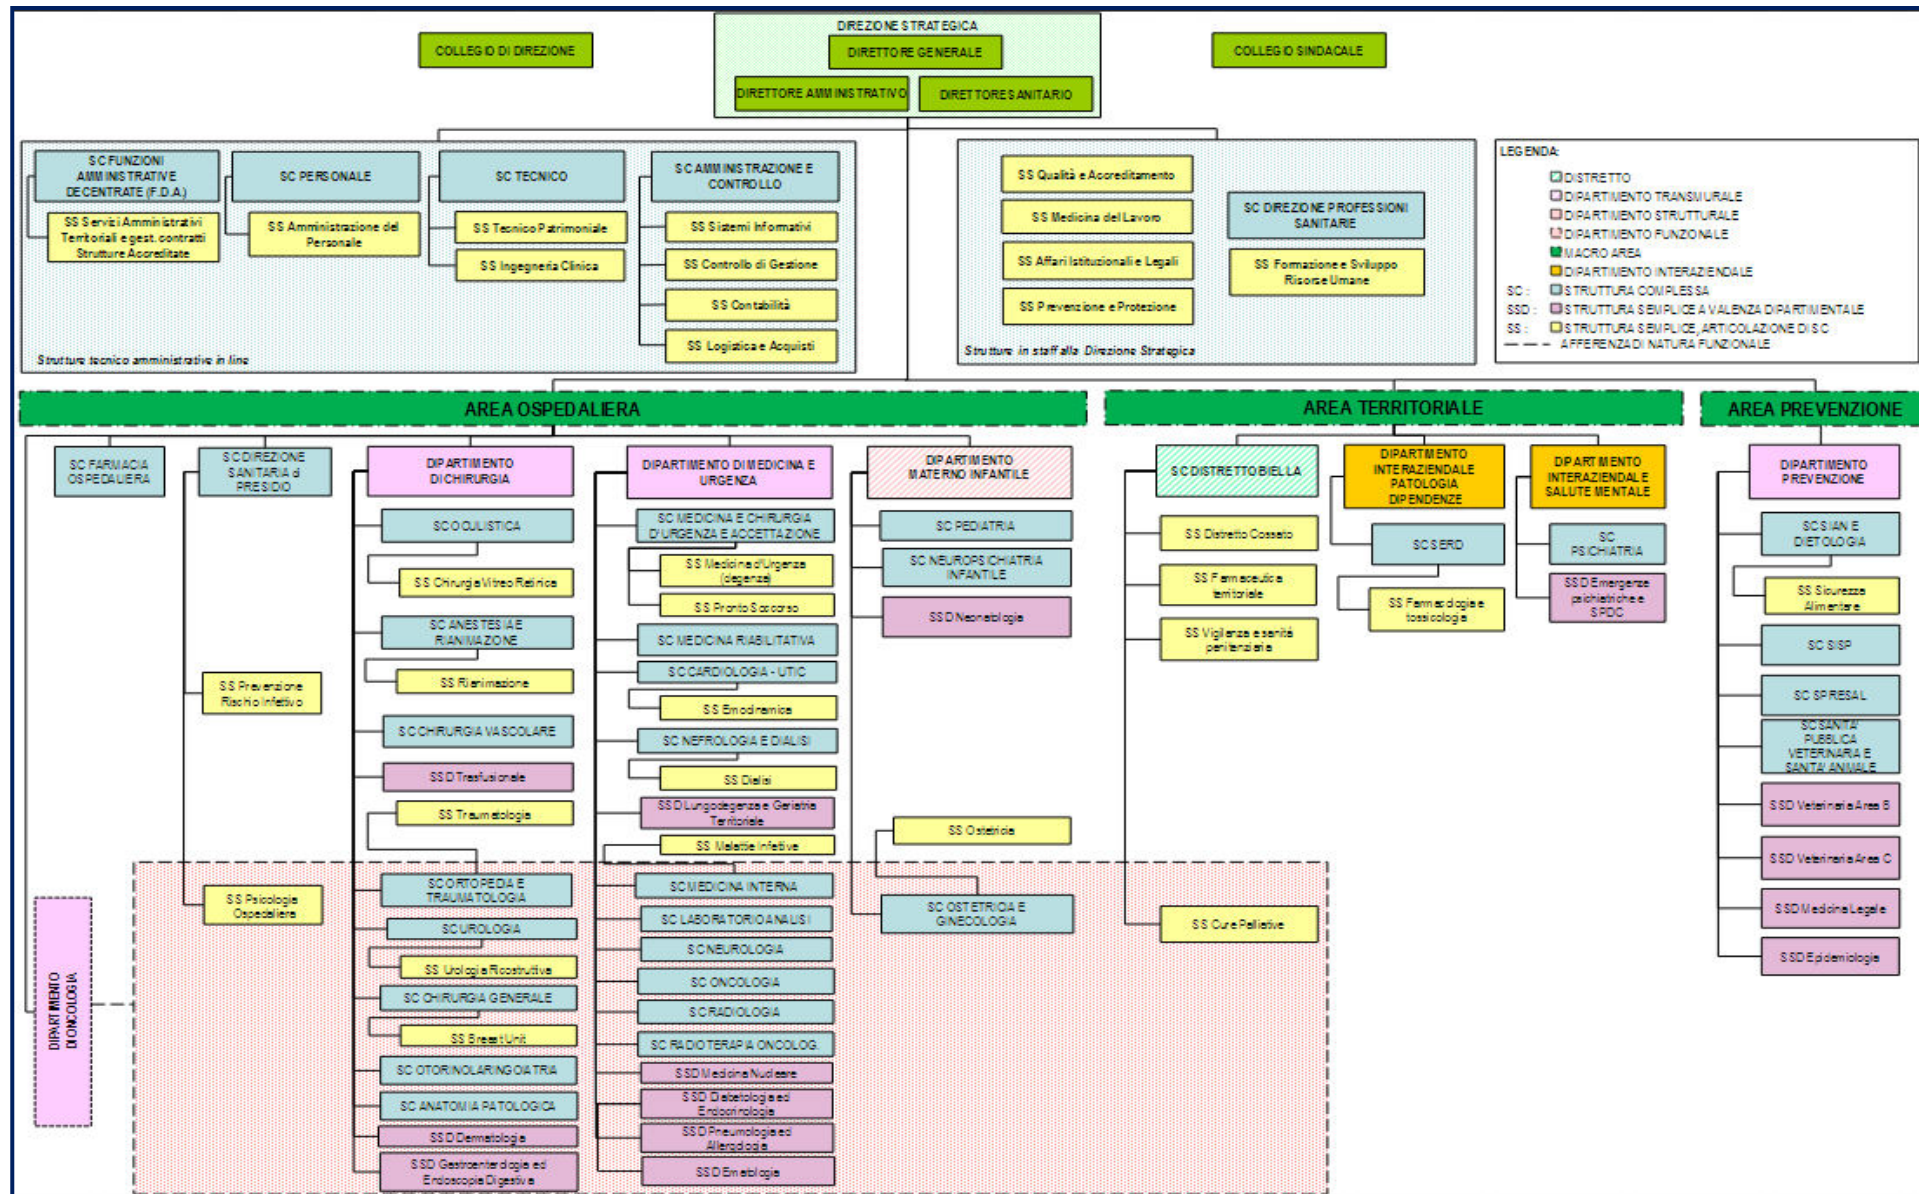 DIREZIONE STRATEGICA
COLLEGIO DI DIREZIONE
DIRETTORE GENERALE
COLLEGIO SINDACALE
DIRETTORE AMMINISTRATIVO
DIRETTORE SANITARIO
SC FUNZIONI
AMMINISTRATIVE
DECENTRATE (F.D.A.)
SS Servizi Amministrativi
Territoriali e gest. contratti
Strutture Accreditate
SC PERSONALE
SS Amministrazione del
Personale
SC TECNICO
SS Tecnico Patrimoniale
SS Ingegneria Clinica
SC AMMINISTRAZIONE E
CONTROLLO
SS Sistemi Informativi
SS Controllo di Gestione
SS Contabilità
SS Logistica e Acquisti
Strutture tecnico amministrative in line
SS Qualità e Accreditamento
SS Medicina del Lavoro
SS Affari Istituzionali e Legali
SS Prevenzione e Protezione
SC DIREZIONE PROFESSIONI
SANITARIE
SS Formazione e Sviluppo
Risorse Umane
Strutture in staff alla Direzione Strategica
LEGENDA:
DISTRETTO
DIPARTIMENTO TRANSMURALE
DIPARTIMENTO STRUTTURALE
DIPARTIMENTO FUNZIONALE
MACRO AREA
DIPARTIMENTO INTERAZIENDALE
SC : STRUTTURA COMPLESSA
SSD : STRUTTURA SEMPLICE A VALENZA DIPARTIMENTALE
SS : STRUTTURA SEMPLICE, ARTICOLAZIONE DI SC
AFFERENZA DI NATURA FUNZIONALE
AREA OSPEDALIERA
AREA TERRITORIALE
AREA PREVENZIONE
SC FARMACIA
OSPEDALIERA
SC DIREZIONE
SANITARIA di
PRESIDIO
SS Prevenzione
Rischio Infettivo
SS Psicologia
Ospedaliera
DIPARTIMENTO
DI ONCOLOGIA
DIPARTIMENTO
DI CHIRURGIA
SC OCULISTICA
SS Chirurgia Vitreo Retinica
SC ANESTESIA E
RIANIMAZIONE
SS Rianimazione
SC CHIRURGIA VASCOLARE
SSD Trasfusionale
SS Traumatologia
SC ORTOPEDIA E
TRAUMATOLOGIA
SC UROLOGIA
SS Urologia Ricostruttiva
SC CHIRURGIA GENERALE
SS Breast Unit
SC OTORINOLARINGOIATRIA
SC ANATOMIA PATOLOGICA
SSD Dermatologia
SSD Gastroenterologia ed
Endoscopia Digestiva
DIPARTIMENTO DI MEDICINA E
URGENZA
SC MEDICINA E CHIRURGIA
D'URGENZA E ACCETTAZIONE
SS Medicina d'Urgenza
(degenza)
SS Pronto Soccorso
SC MEDICINA RIABILITATIVA
SC CARDIOLOGIA - UTIC
SS Emodinamica
SC NEFROLOGIA E DIALISI
SS Dialisi
SSD Lungodegenza e Geriatria
Territoriale
SS Malattie Infettive
SC MEDICINA INTERNA
SC LABORATORIO ANALISI
SC NEUROLOGIA
SC ONCOLOGIA
SC RADIOLOGIA
SC RADIOTERAPIA ONCOLOG.
SSD Medicina Nucleare
SSD Diabetologia ed
Endocrinologia
SSD Pneumologia ed
Allergologia
SSD Ematologia
DIPARTIMENTO
MATERNO INFANTILE
SC PEDIATRIA
SC NEUROPSICHIATRIA
INFANTILE
SSD Neonatologia
SS Ostetricia
SC OSTETRICIA E
GINECOLOGIA
SC DISTRETTO BIELLA
SS Distretto Cossato
SS Farmaceutica
territoriale
SS Vigilanza e sanità
penitenziaria
SS Cure Palliative
DIPARTIMENTO
INTERAZIENDALE
PATOLOGIA
DIPENDENZE
SC SERD
SS Farmacologia e
tossicologia
DIPARTIMENTO
INTERAZIENDALE
SALUTE MENTALE
SC
PSICHIATRIA
SSD Emergenze
psichiatriche e
SPDC
DIPARTIMENTO
PREVENZIONE
SC SIAN E
DIETOLOGIA
SS Sicurezza
Alimentare
SC SISP
SC SPRESAL
SC SANITA'
PUBBLICA
VETERINARIA E
SANITA' ANIMALE
SSD Veterinaria Area B
SSD Veterinaria Area C
SSD Medicina Legale
SSD Epidemiologia